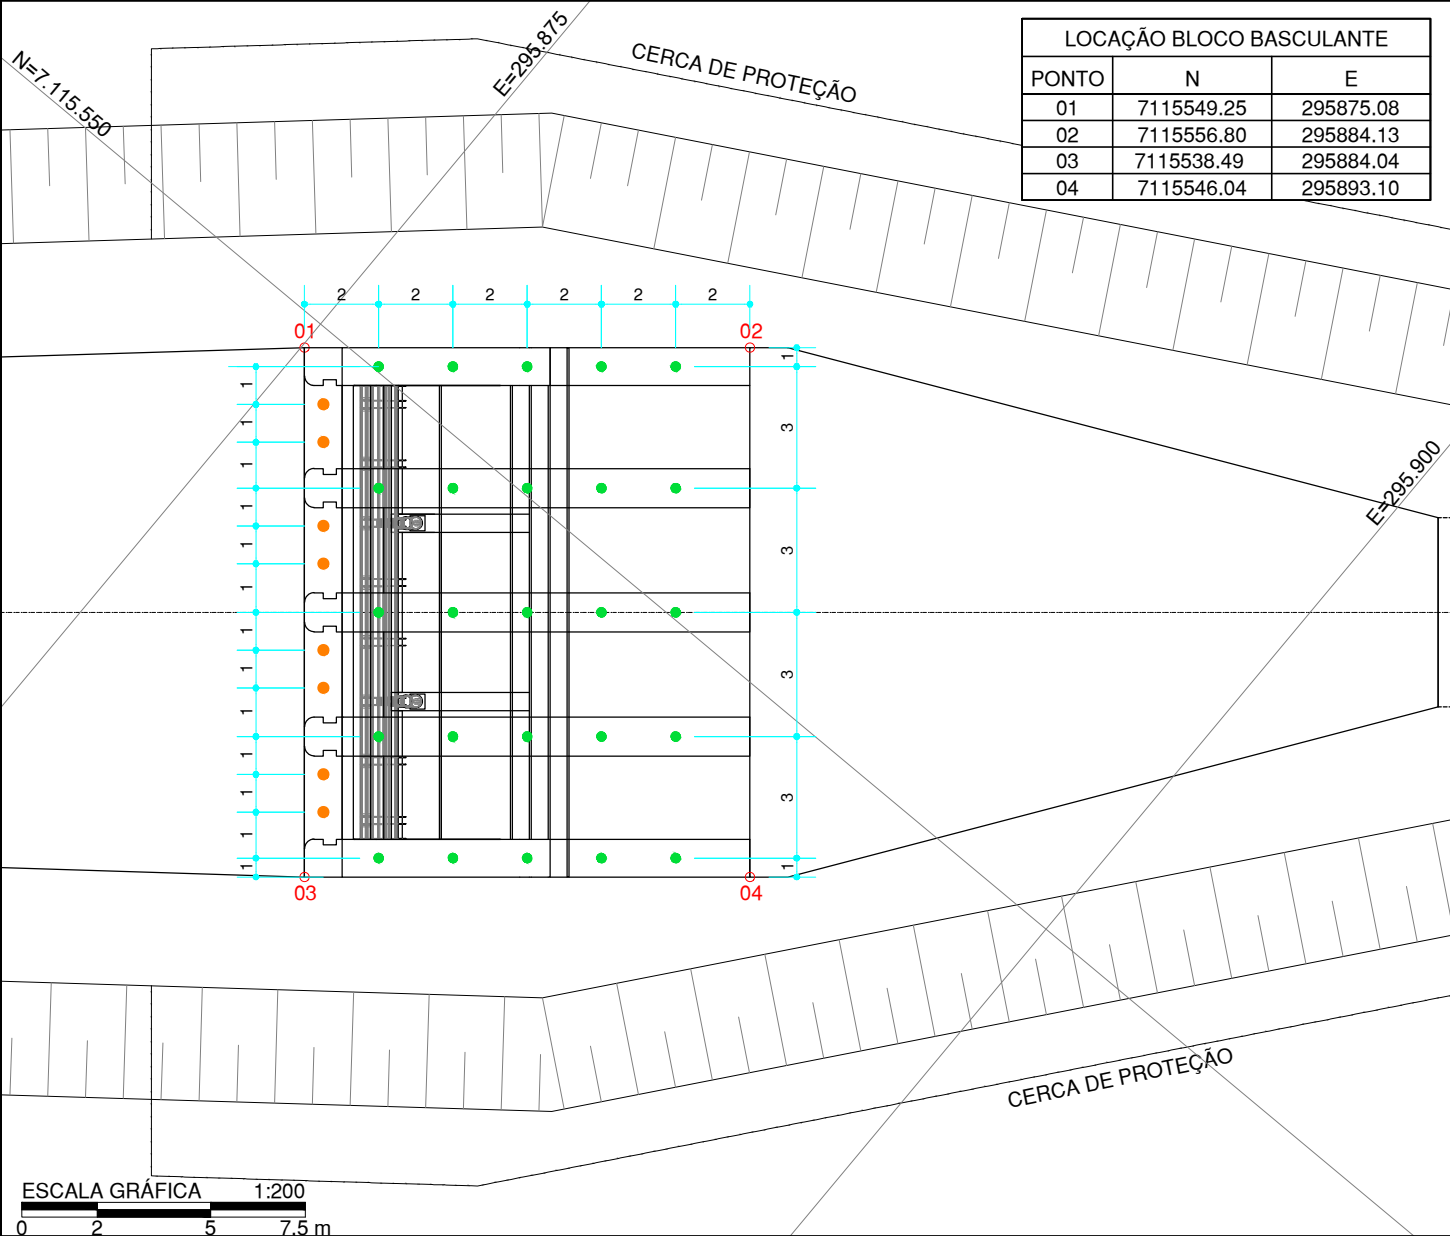 N=7.115.550
E=295.875
CERCA DE PROTEÇÃO
LOCAÇÃO BLOCO BASCULANTE
PONTO N E
01 7115549.25 295875.08
02 7115556.80 295884.13
03 7115538.49 295884.04
04 7115546.04 295893.10
2 2 2 2 2 2
01
02
1
3
3
3
3
1
1
1
1
1
1
1
1
1
1
1
1
1
1
E=295.900
03
04
CERCA DE PROTEÇÃO
ESCALA GRÁFICA 1:200
0 2 5 7.5 m